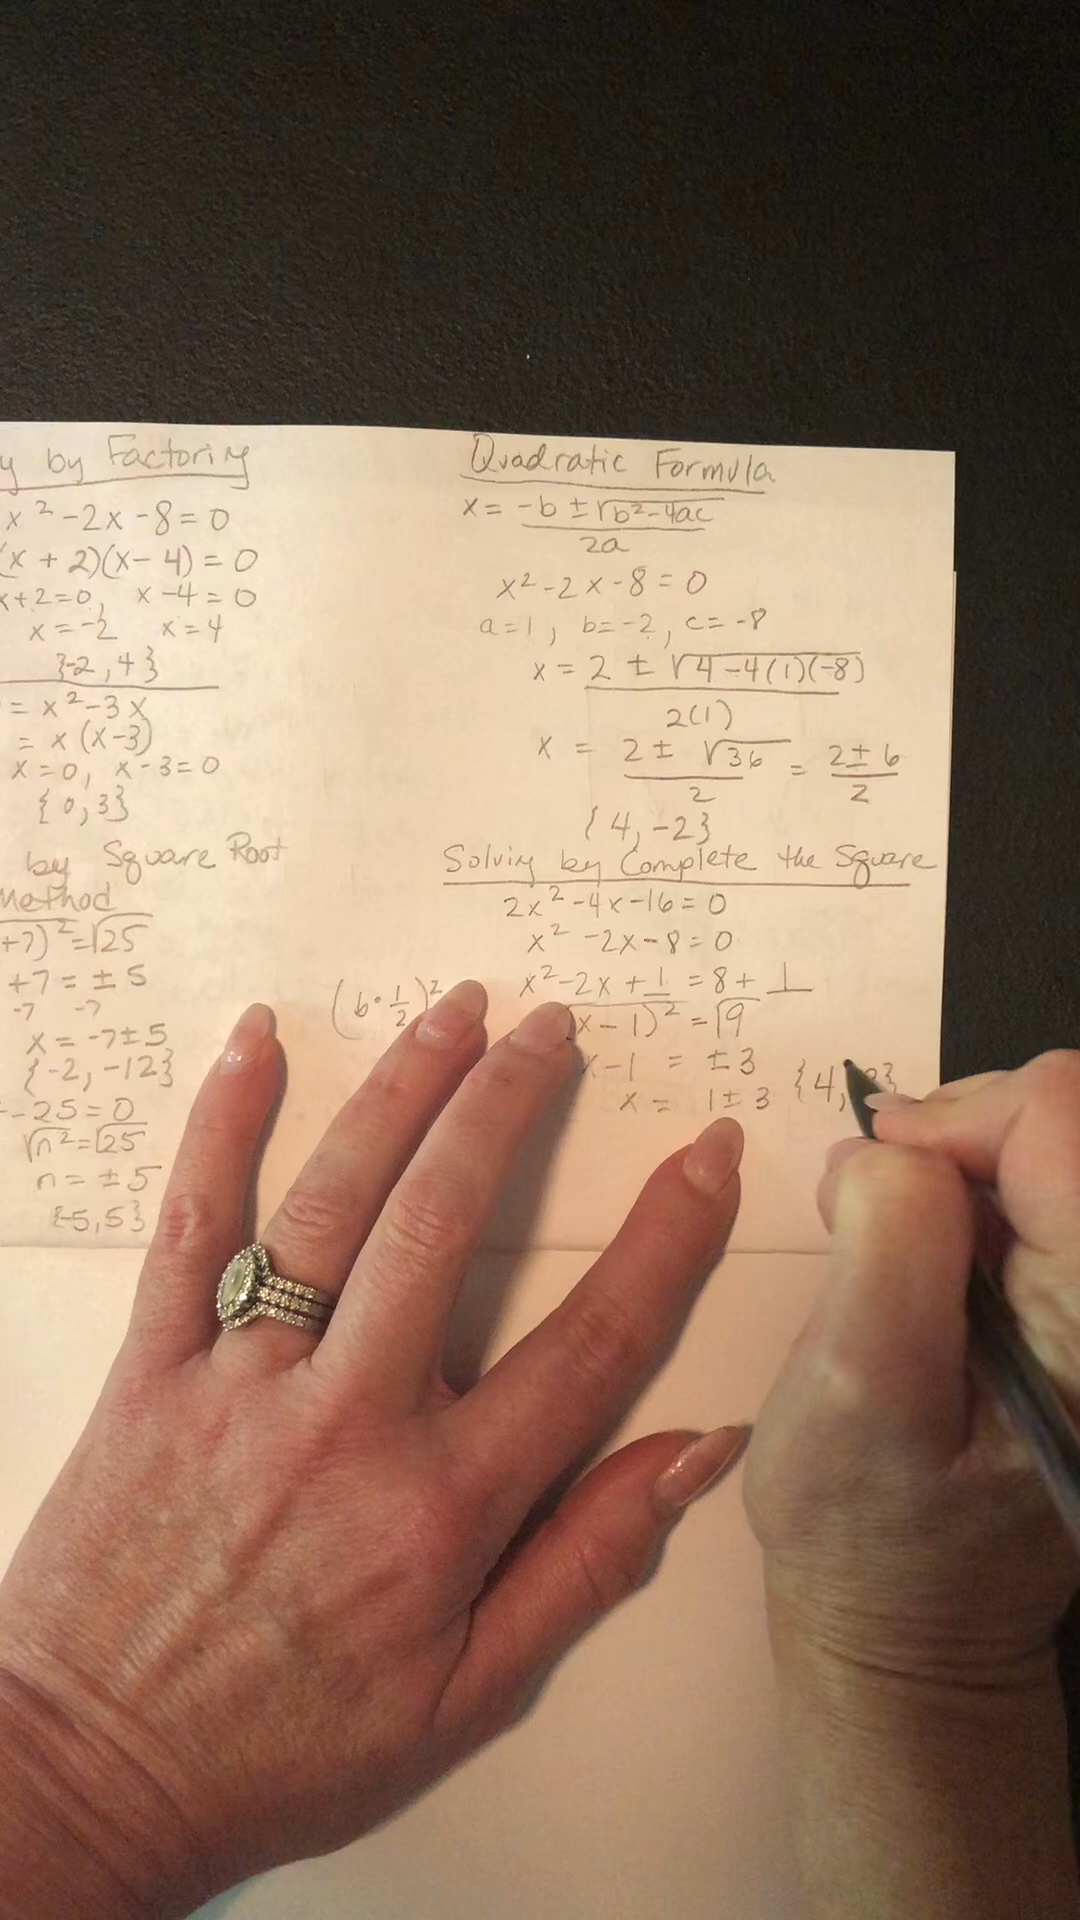 y by Factoring
x² -2x -8 = 0
(x + 2)(x- 4) = 0
x+2=0, x -4 = 0
x = -2 x = 4
{-2, 4}
= x² -3x
= x (x-3)
x=0, x -3 = 0
{0, 3}
by Square Root
Method
+7)² = √25
+7 = ± 5
-7 -7
x = -7±5
{-2, -12}
-25 = 0
√n² = √25
n = ± 5
{-5, 5}
Quadratic Formula
x = -b ± √b²-4ac
2a
x² -2x -8 = 0
a=1, b=-2, c= -8
x = 2 ± √4 -4(1)(-8)
2(1)
x = 2 ± √36 = 2 ± 6
2 2
{4, -2}
Solving by Complete the Square
2x² -4x -16 = 0
x² -2x -8 = 0
x² -2x + 1 = 8 + 1
(b · 1/2)²
(x - 1)² = √9
x -1 = ± 3
x = 1 ± 3 {4,